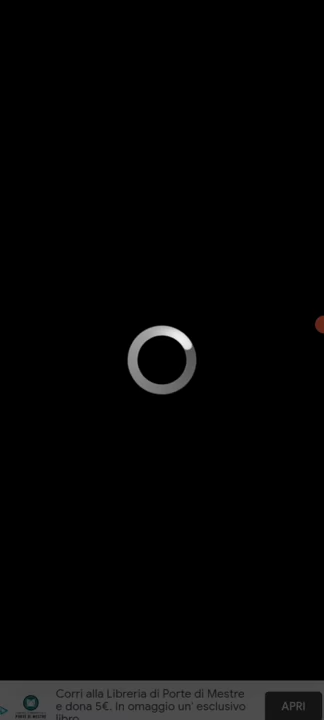 Corri alla Libreria di Porte di Mestre
e dona 5€. In omaggio un' esclusivo
libro
APRI